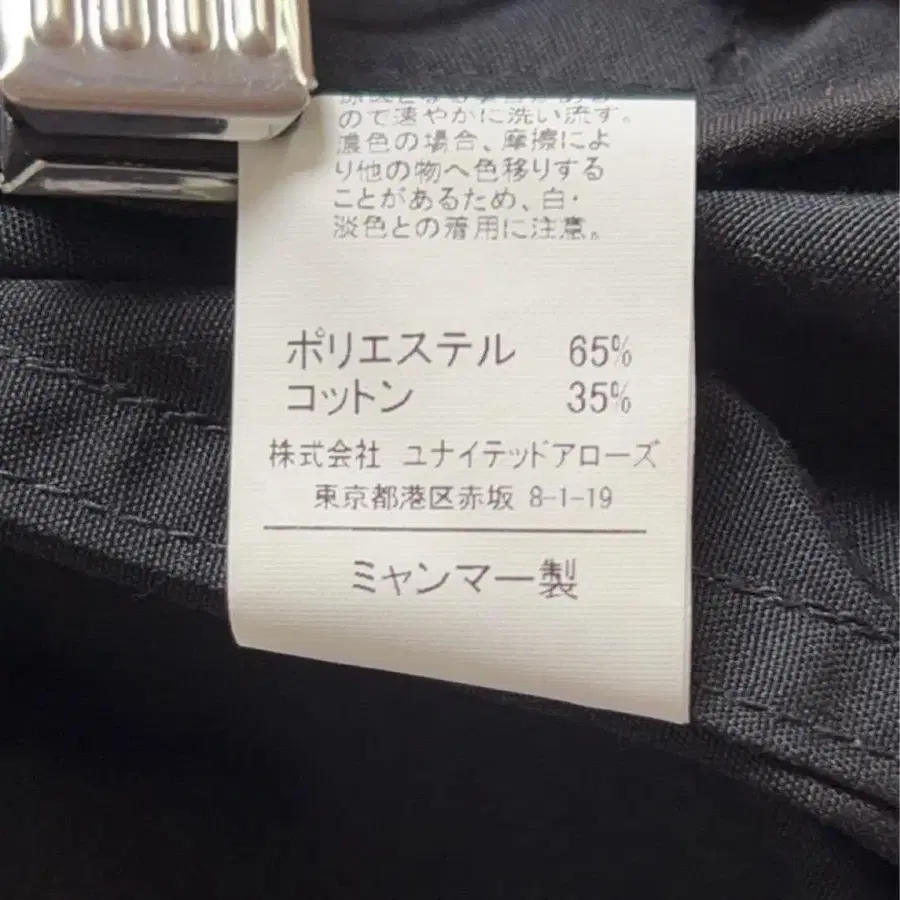 ので速やかに洗い流す。
濃色の場合、摩擦によ
り他の物へ色移りする
ことがあるため、白・
淡色との着用に注意。
ポリエステル 65%
コットン 35%
株式会社 ユナイテッドアローズ
東京都港区赤坂 8-1-19
ミャンマー製